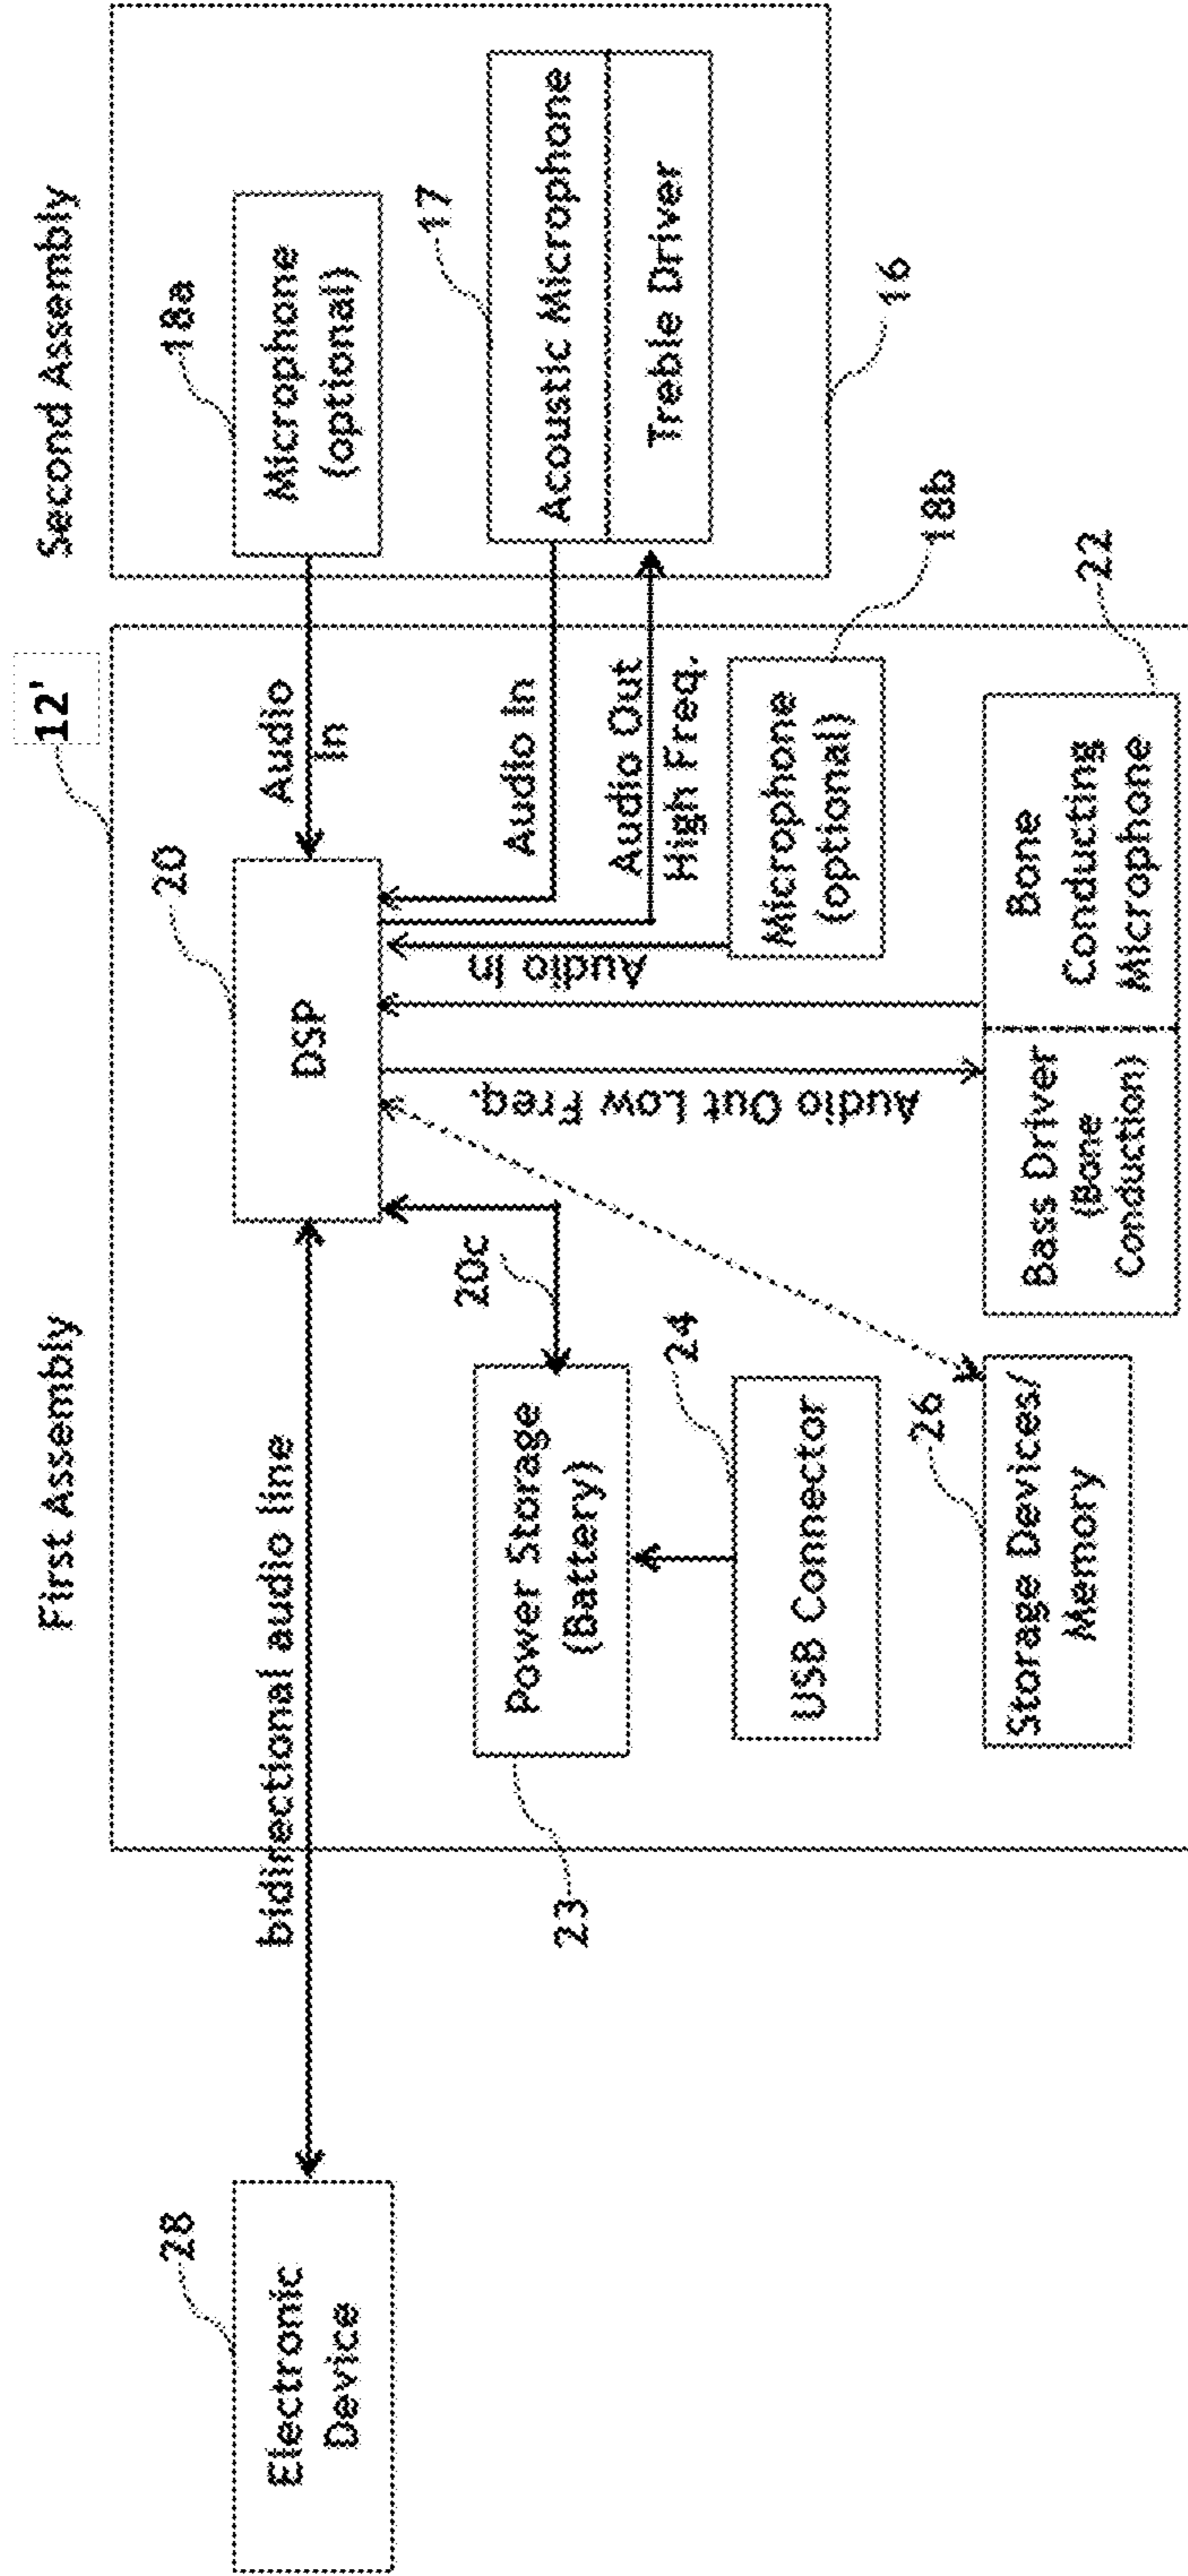 First Assembly
Second Assembly
12'
28
Electronic
Device
bidirectional audio line
20
DSP
Audio
In
18a
Microphone
(optional)
20c
Power Storage
(Battery)
23
24
USB Connector
26
Storage Devices/
Memory
Audio Out Low Freq.
Audio In
Audio In
Audio Out
High Freq.
17
Acoustic Microphone
Treble Driver
16
Microphone
(optional)
18b
Bass Driver
(Bone
Conduction)
Bone
Conducting
Microphone
22